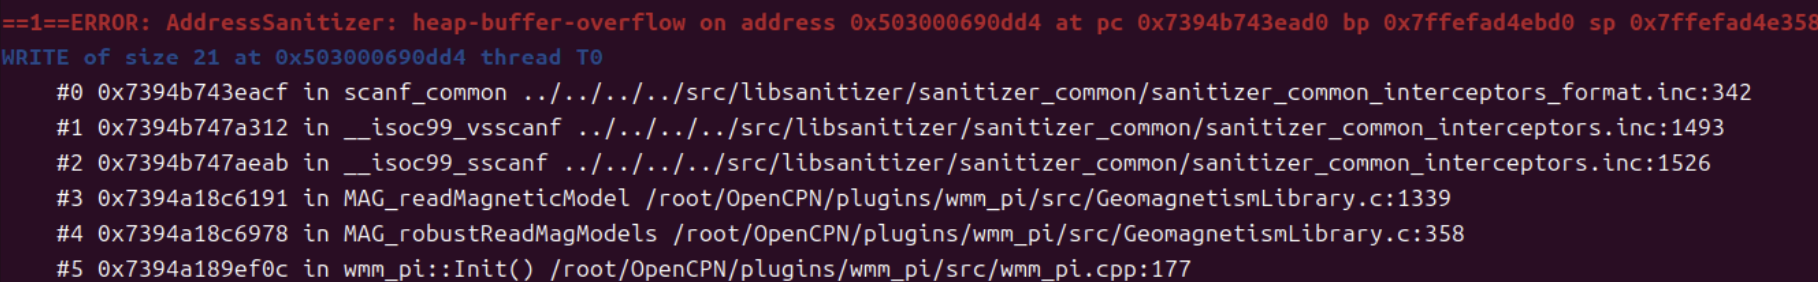 ==1==ERROR: AddressSanitizer: heap-buffer-overflow on address 0x503000690dd4 at pc 0x7394b743ead0 bp 0x7ffefad4ebd0 sp 0x7ffefad4e358
WRITE of size 21 at 0x503000690dd4 thread T0
#0 0x7394b743eacf in scanf_common ../../../../src/libsanitizer/sanitizer_common/sanitizer_common_interceptors_format.inc:342
#1 0x7394b747a312 in __isoc99_vsscanf ../../../../src/libsanitizer/sanitizer_common/sanitizer_common_interceptors.inc:1493
#2 0x7394b747aeab in __isoc99_sscanf ../../../../src/libsanitizer/sanitizer_common/sanitizer_common_interceptors.inc:1526
#3 0x7394a18c6191 in MAG_readMagneticModel /root/OpenCPN/plugins/wmm_pi/src/GeomagnetismLibrary.c:1339
#4 0x7394a18c6978 in MAG_robustReadMagModels /root/OpenCPN/plugins/wmm_pi/src/GeomagnetismLibrary.c:358
#5 0x7394a189ef0c in wmm_pi::Init() /root/OpenCPN/plugins/wmm_pi/src/wmm_pi.cpp:177